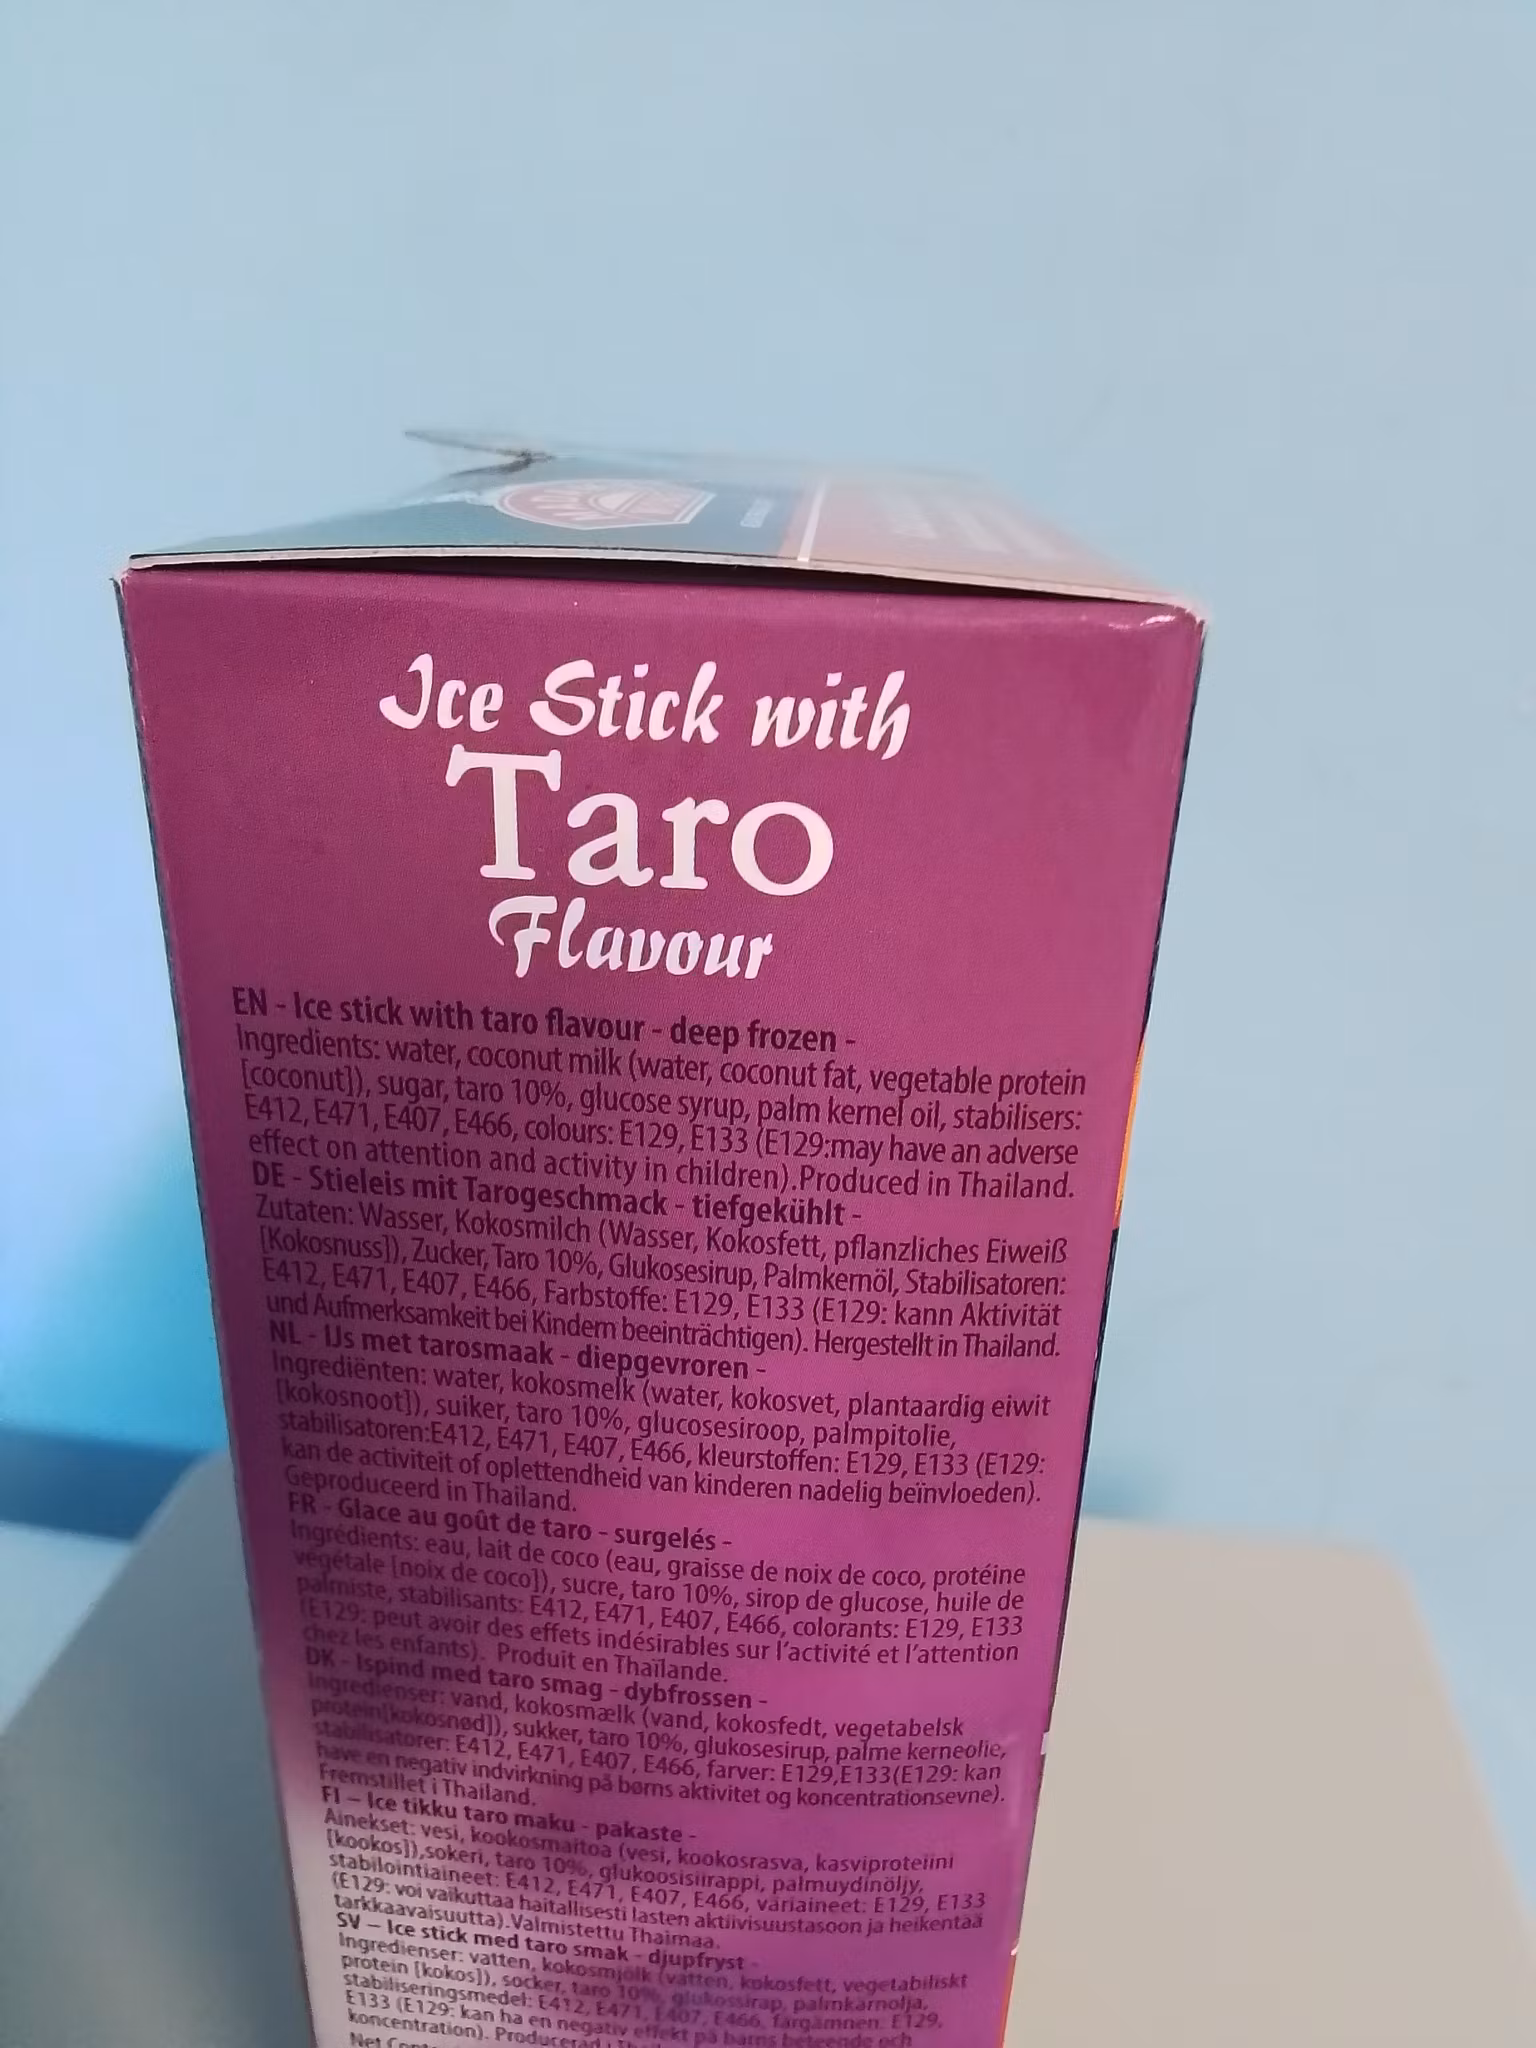 Ice Stick with
Taro
Flavour
EN - Ice stick with taro flavour - deep frozen -
Ingredients: water, coconut milk (water, coconut fat, vegetable protein
[coconut]), sugar, taro 10%, glucose syrup, palm kernel oil, stabilisers:
E412, E471, E407, E466, colours: E129, E133 (E129:may have an adverse
effect on attention and activity in children).Produced in Thailand.
DE - Stieleis mit Tarogeschmack - tiefgekühlt -
Zutaten: Wasser, Kokosmilch (Wasser, Kokosfett, pflanzliches Eiweiß
[Kokosnuss]), Zucker, Taro 10%, Glukosesirup, Palmkernöl, Stabilisatoren:
E412, E471, E407, E466, Farbstoffe: E129, E133 (E129: kann Aktivität
und Aufmerksamkeit bei Kindern beeinträchtigen). Hergestellt in Thailand.
NL - IJs met tarosmaak - diepgevroren -
Ingrediënten: water, kokosmelk (water, kokosvet, plantaardig eiwit
[kokosnoot]), suiker, taro 10%, glucosesiroop, palmpitolie,
stabilisatoren:E412, E471, E407, E466, kleurstoffen: E129, E133 (E129:
kan de activiteit of oplettendheid van kinderen nadelig beïnvloeden).
Geproduceerd in Thailand.
FR - Glace au goût de taro - surgelés -
Ingrédients: eau, lait de coco (eau, graisse de noix de coco, protéine
végétale [noix de coco]), sucre, taro 10%, sirop de glucose, huile de
palmiste, stabilisants: E412, E471, E407, E466, colorants: E129, E133
(E129: peut avoir des effets indésirables sur l'activité et l'attention
chez les enfants). Produit en Thaïlande.
DK - Ispind med taro smag - dybfrossen -
Ingredienser: vand, kokosmælk (vand, kokosfedt, vegetabelsk
protein[kokosnød]), sukker, taro 10%, glukosesirup, palme kerneolie,
stabilisatorer: E412, E471, E407, E466, farver: E129,E133(E129: kan
have en negativ indvirkning på børns aktivitet og koncentrationsevne).
Fremstillet i Thailand.
FI – Ice tikku taro maku - pakaste -
Ainekset: vesi, kookosmaitoa (vesi, kookosrasva, kasviproteiini
[kookos]),sokeri, taro 10%, glukoosisiirappi, palmuydinöljy,
stabilointiaineet: E412, E471, E407, E466, väriaineet: E129, E133
(E129: voi vaikuttaa haitallisesti lasten aktiivisuustasoon ja heikentää
tarkkaavaisuutta).Valmistettu Thaimaa.
SV – Ice stick med taro smak - djupfryst -
Ingredienser: vatten, kokosmjölk (vatten, kokosfett, vegetabiliskt
protein [kokos]), socker, taro 10%, glukossirap, palmkärnolja,
stabiliseringsmedel: E412, E471, E407, E466, färgämnen: E129,
E133 (E129: kan ha en negativ effekt på barns beteende och
koncentration). Producerad i
Net